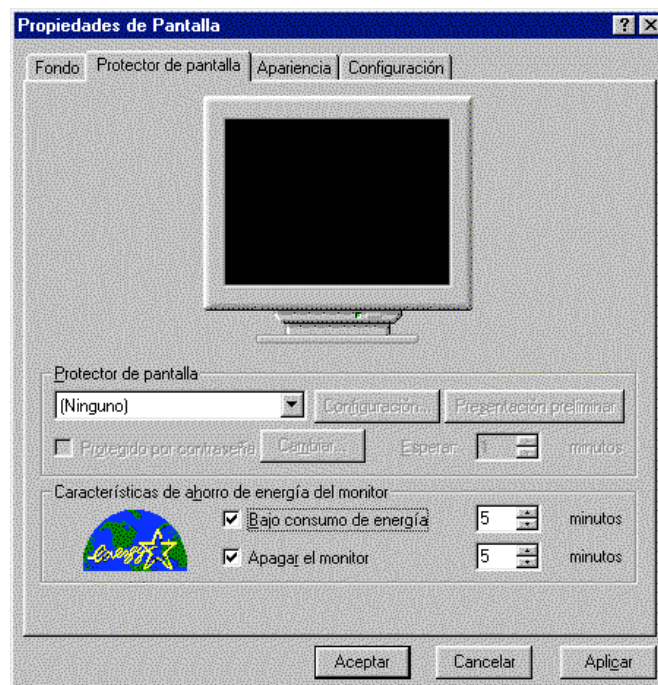 Propiedades de Pantalla
Fondo Protector de pantalla Apariencia Configuración
Protector de pantalla
(Ninguno) Configuración... Presentación preliminar
Protegido por contraseña Cambiar... Esperar: 1 minutos
Características de ahorro de energía del monitor
energy
Bajo consumo de energía 5 minutos
Apagar el monitor 5 minutos
Aceptar Cancelar Aplicar